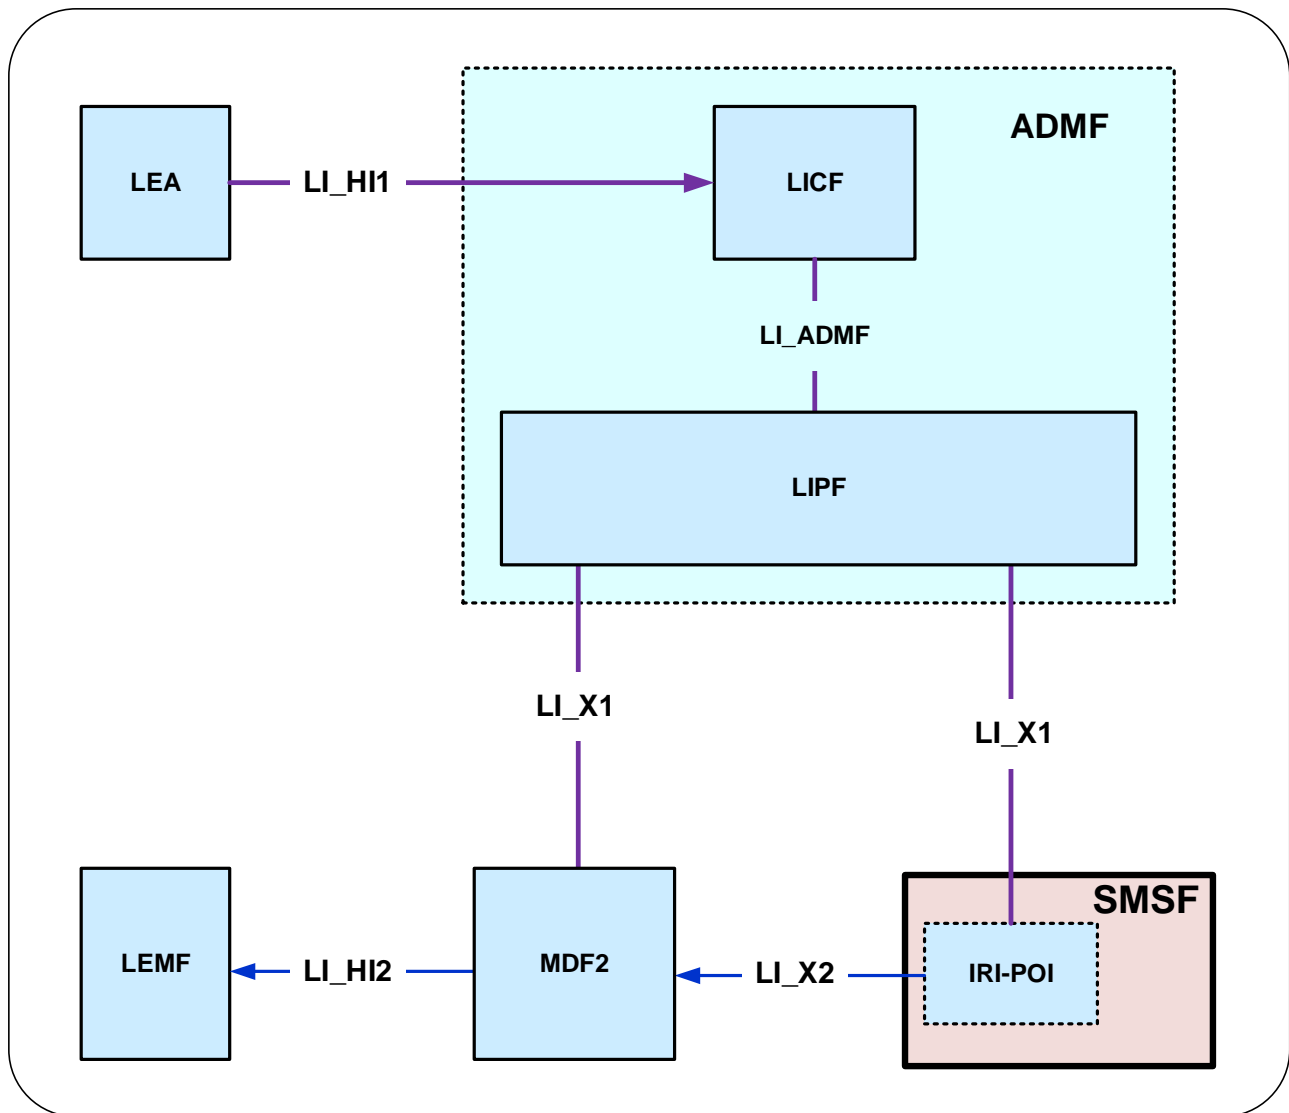 ADMF
LEA
LI_HI1
LICF
LI_ADMF
LIPF
LI_X1
LI_X1
SMSF
LEMF
LI_HI2
MDF2
LI_X2
IRI-POI